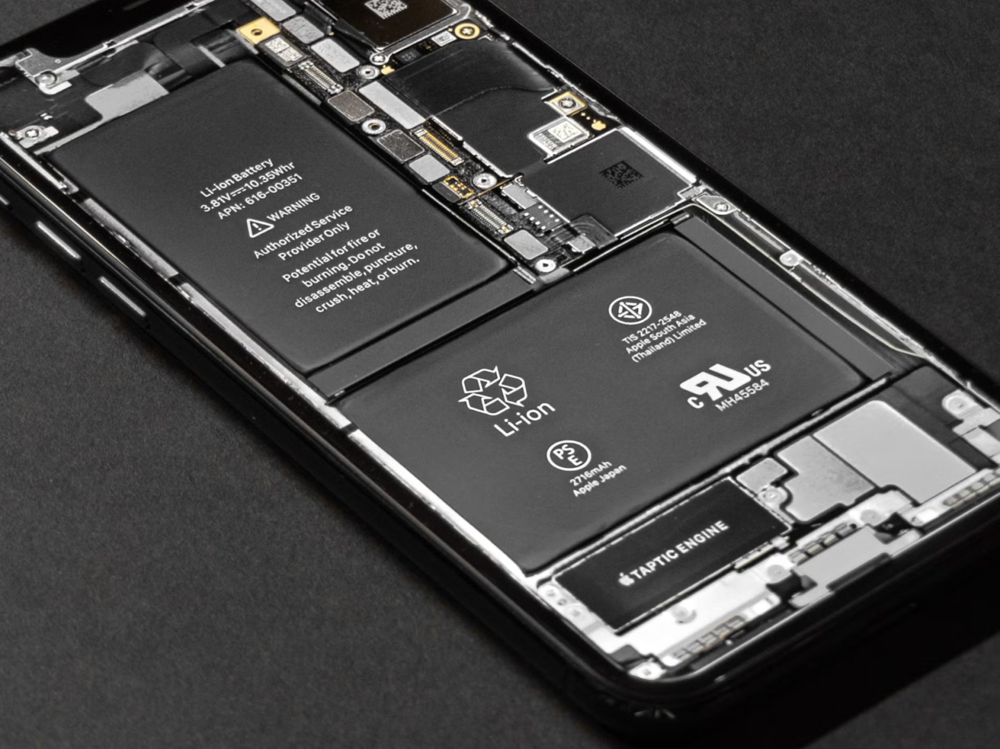 Li-ion Battery
3.81V⎓10.35Whr
APN: 616-00351
WARNING
Authorized Service
Provider Only
Potential for fire or
burning. Do not
disassemble, puncture,
crush, heat, or burn.
TIS 2217-2548
Apple South Asia
(Thailand) Limited
Li-ion
c RU US
MH45584
PS
E
2716mAh
Apple Japan
TAPTIC ENGINE